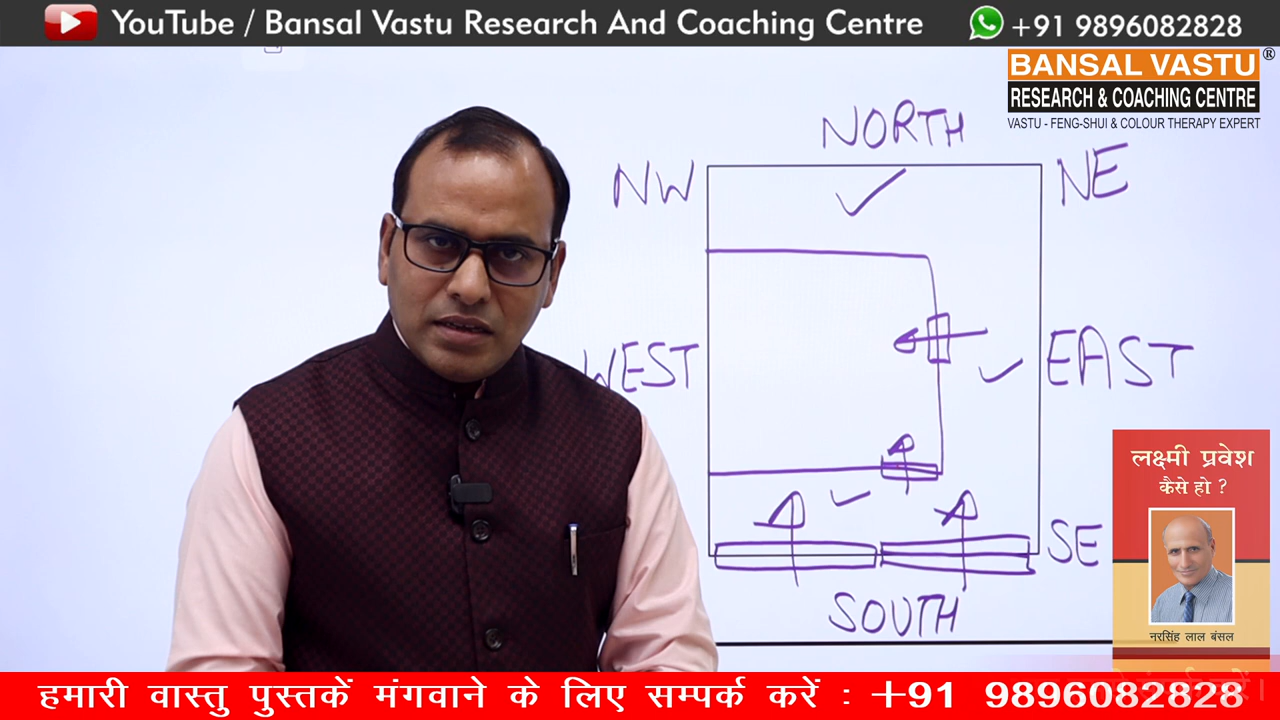 YouTube / Bansal Vastu Research And Coaching Centre
+91 9896082828
BANSAL VASTU ®
RESEARCH & COACHING CENTRE
VASTU - FENG-SHUI & COLOUR THERAPY EXPERT
NORTH
NW
NE
WEST
EAST
SE
SOUTH
लक्ष्मी प्रवेश
कैसे हो ?
नरसिंह लाल बंसल
हमारी वास्तु पुस्तकें मंगवाने के लिए सम्पर्क करें : +91 9896082828